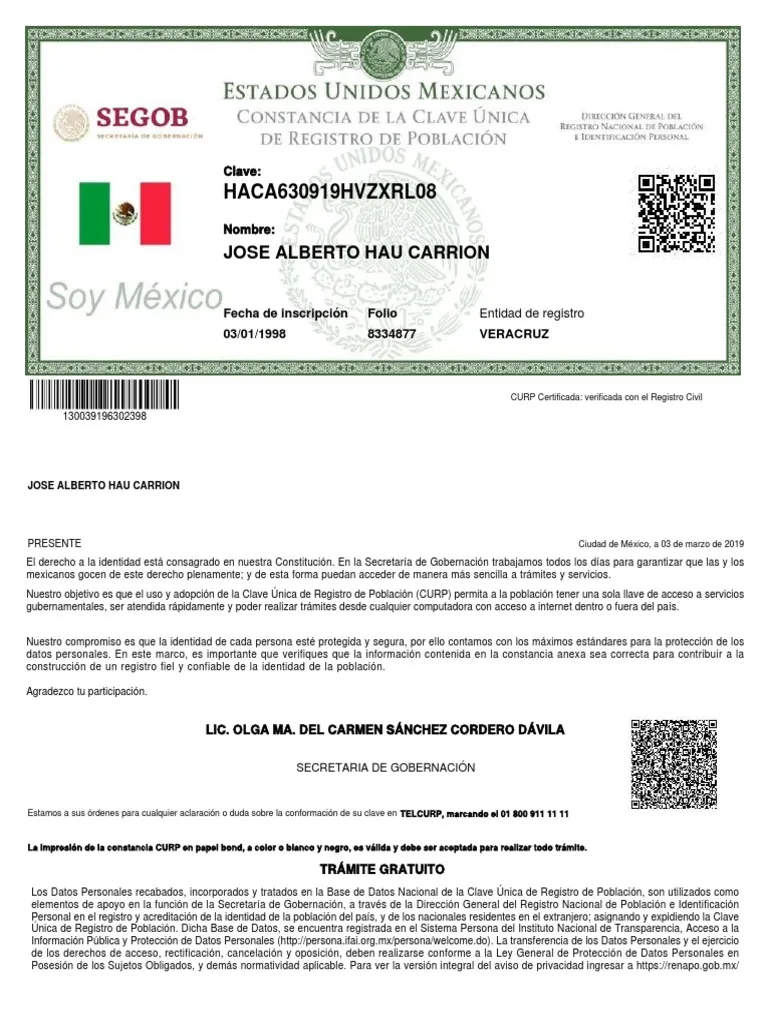 ESTADOS UNIDOS MEXICANOS
CONSTANCIA DE LA CLAVE ÚNICA
DE REGISTRO DE POBLACIÓN
SEGOB
SECRETARÍA DE GOBERNACIÓN
DIRECCIÓN GENERAL DEL
REGISTRO NACIONAL DE POBLACIÓN
E IDENTIFICACIÓN PERSONAL
Clave:
HACA630919HVZXRL08
Nombre:
JOSE ALBERTO HAU CARRION
Soy México
Fecha de inscripción Folio Entidad de registro
03/01/1998 8334877 VERACRUZ
ESTADOS UNIDOS MEXICANOS
130039196302398
CURP Certificada: verificada con el Registro Civil
JOSE ALBERTO HAU CARRION
PRESENTE
Ciudad de México, a 03 de marzo de 2019
El derecho a la identidad está consagrado en nuestra Constitución. En la Secretaría de Gobernación trabajamos todos los días para garantizar que las y los
mexicanos gocen de este derecho plenamente; y de esta forma puedan acceder de manera más sencilla a trámites y servicios.
Nuestro objetivo es que el uso y adopción de la Clave Única de Registro de Población (CURP) permita a la población tener una sola llave de acceso a servicios
gubernamentales, ser atendida rápidamente y poder realizar trámites desde cualquier computadora con acceso a internet dentro o fuera del país.
Nuestro compromiso es que la identidad de cada persona esté protegida y segura, por ello contamos con los máximos estándares para la protección de los
datos personales. En este marco, es importante que verifiques que la información contenida en la constancia anexa sea correcta para contribuir a la
construcción de un registro fiel y confiable de la identidad de la población.
Agradezco tu participación.
LIC. OLGA MA. DEL CARMEN SÁNCHEZ CORDERO DÁVILA
SECRETARIA DE GOBERNACIÓN
Estamos a sus órdenes para cualquier aclaración o duda sobre la conformación de su clave en TELCURP, marcando el 01 800 911 11 11
La impresión de la constancia CURP en papel bond, a color o blanco y negro, es válida y debe ser aceptada para realizar todo trámite.
TRÁMITE GRATUITO
Los Datos Personales recabados, incorporados y tratados en la Base de Datos Nacional de la Clave Única de Registro de Población, son utilizados como
elementos de apoyo en la función de la Secretaría de Gobernación, a través de la Dirección General del Registro Nacional de Población e Identificación
Personal en el registro y acreditación de la identidad de la población del país, y de los nacionales residentes en el extranjero; asignando y expidiendo la Clave
Única de Registro de Población. Dicha Base de Datos, se encuentra registrada en el Sistema Persona del Instituto Nacional de Transparencia, Acceso a la
Información Pública y Protección de Datos Personales (http://persona.ifai.org.mx/persona/welcome.do). La transferencia de los Datos Personales y el ejercicio
de los derechos de acceso, rectificación, cancelación y oposición, deben realizarse conforme a la Ley General de Protección de Datos Personales en
Posesión de los Sujetos Obligados, y demás normatividad aplicable. Para ver la versión integral del aviso de privacidad ingresar a https://renapo.gob.mx/